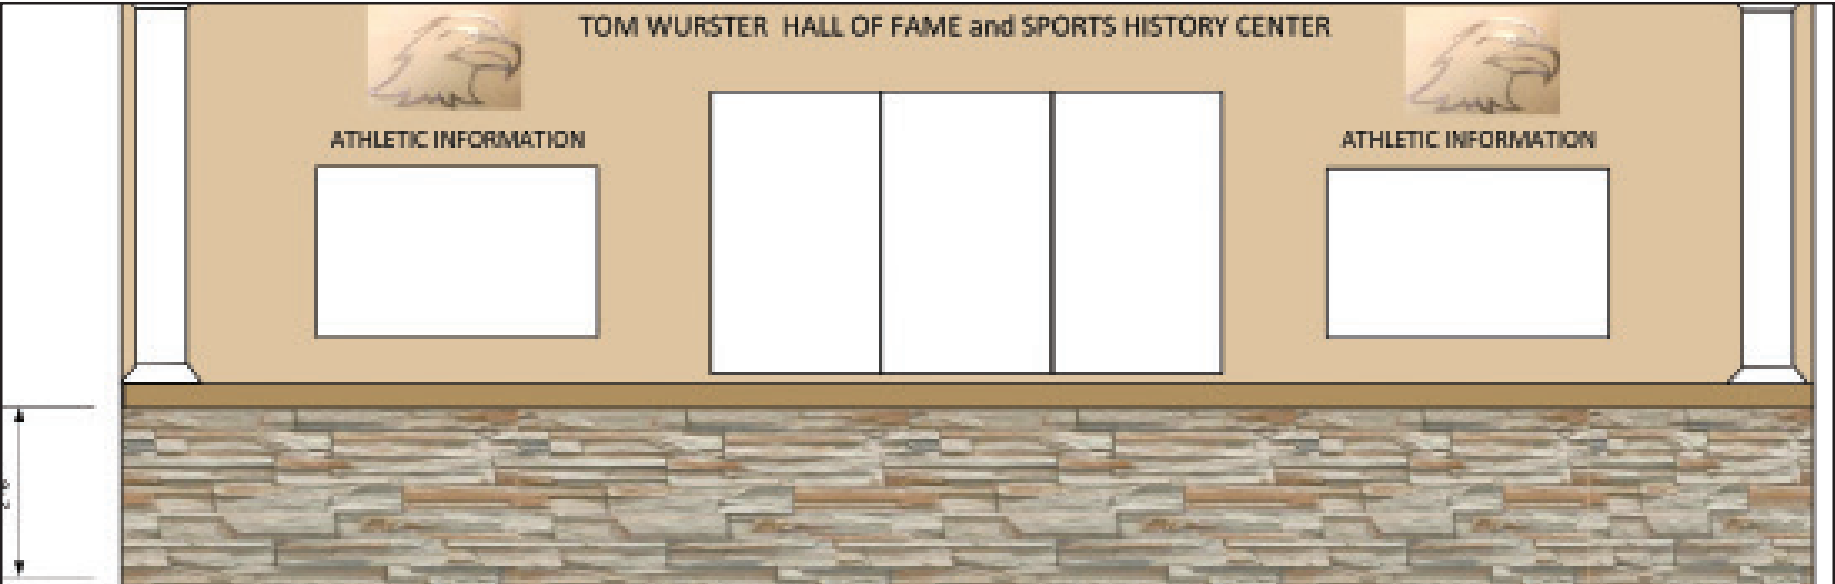 TOM WURSTER HALL OF FAME and SPORTS HISTORY CENTER
ATHLETIC INFORMATION
ATHLETIC INFORMATION